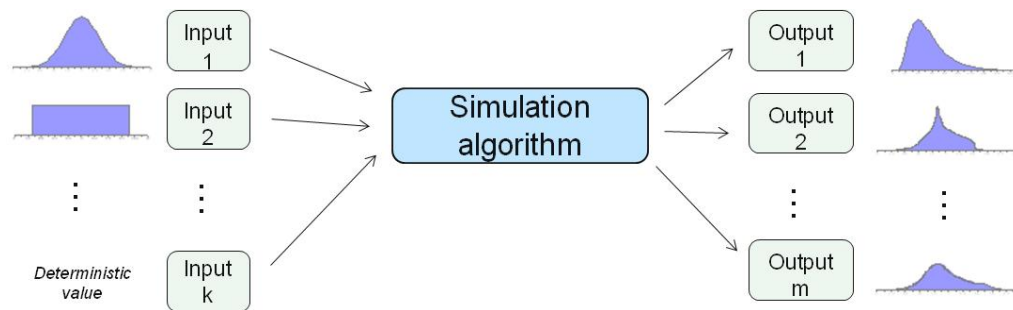 Input
1
Output
1
Input
2
Simulation
algorithm
Output
2
Deterministic
value
Input
k
Output
m